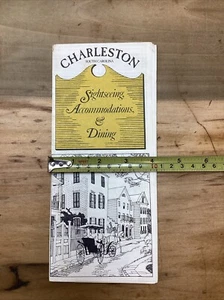 CHARLESTON
SOUTH CAROLINA
Sightseeing,
Accommodations,
&
Dining